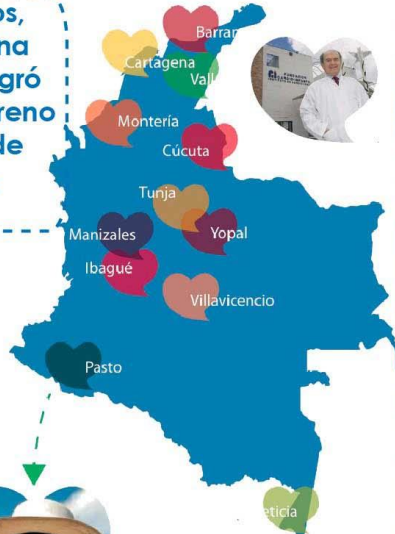 os,
na
gró
reno
de
Barran
Cartagena
Vall
Montería
Cúcuta
Tunja
Manizales
Yopal
Ibagué
Villavicencio
Pasto
eticia